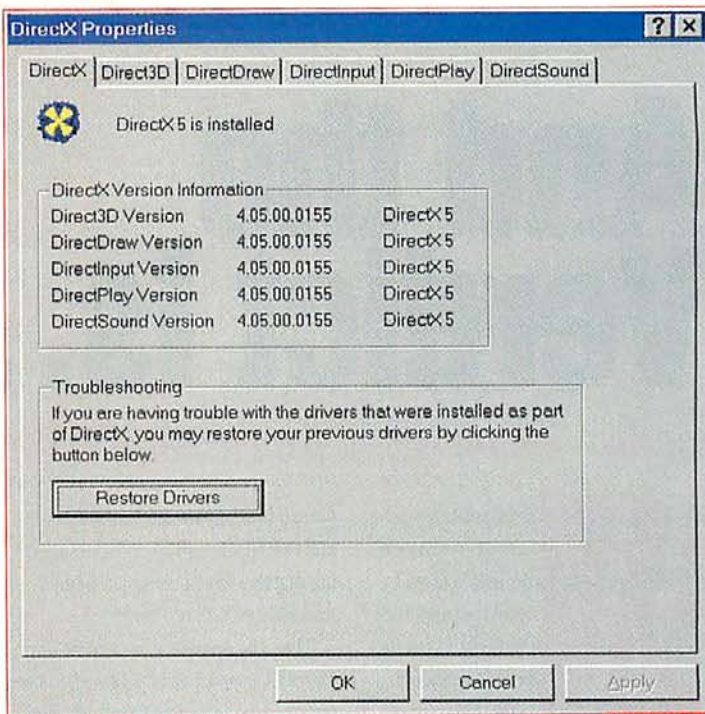 DirectX Properties
DirectX Direct3D DirectDraw DirectInput DirectPlay DirectSound
DirectX 5 is installed
DirectX Version Information
Direct3D Version 4.05.00.0155 DirectX 5
DirectDraw Version 4.05.00.0155 DirectX 5
DirectInput Version 4.05.00.0155 DirectX 5
DirectPlay Version 4.05.00.0155 DirectX 5
DirectSound Version 4.05.00.0155 DirectX 5
Troubleshooting
If you are having trouble with the drivers that were installed as part
of DirectX, you may restore your previous drivers by clicking the
button below.
Restore Drivers
OK Cancel Apply